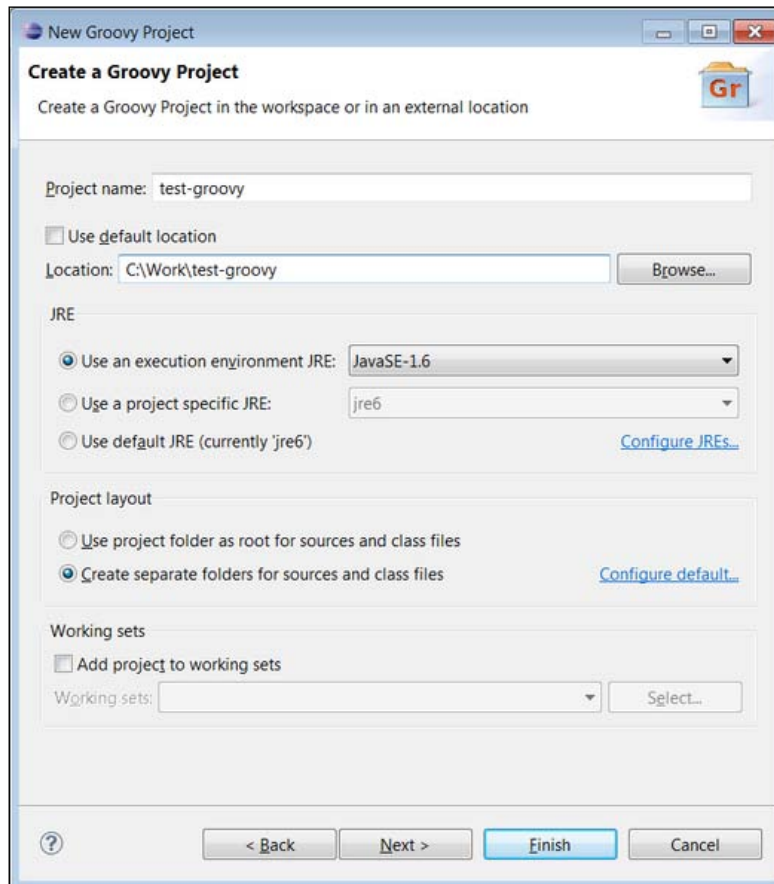 New Groovy Project
Create a Groovy Project
Create a Groovy Project in the workspace or in an external location
Gr
Project name: test-groovy
Use default location
Location: C:\Work\test-groovy Browse...
JRE
Use an execution environment JRE: JavaSE-1.6
Use a project specific JRE: jre6
Use default JRE (currently 'jre6') Configure JREs...
Project layout
Use project folder as root for sources and class files
Create separate folders for sources and class files Configure default...
Working sets
Add project to working sets
Working sets: Select...
? < Back Next > Finish Cancel